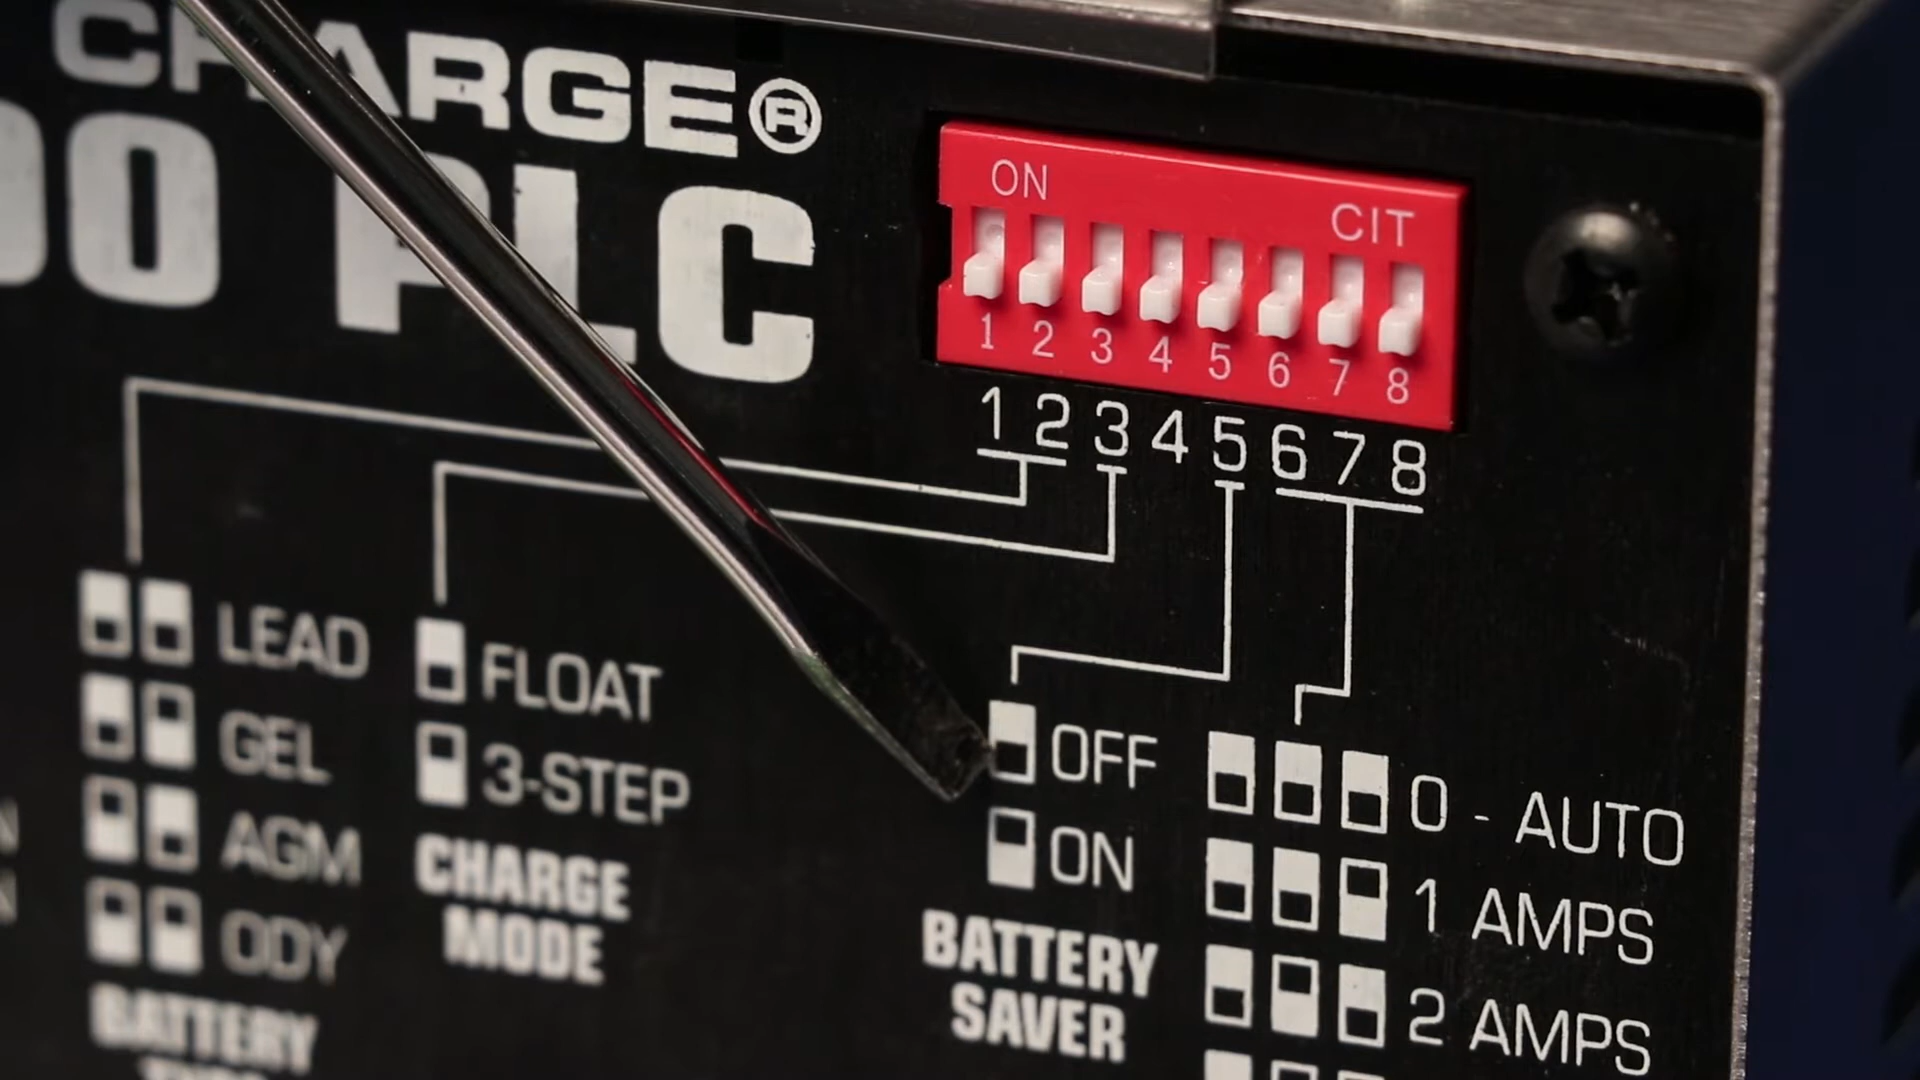 CHARGE®
00 PLC
ON
CIT
1 2 3 4 5 6 7 8
1 2 3 4 5 6 7 8
LEAD
GEL
AGM
ODY
BATTERY
FLOAT
3-STEP
CHARGE
MODE
OFF
ON
BATTERY
SAVER
0 - AUTO
1 AMPS
2 AMPS